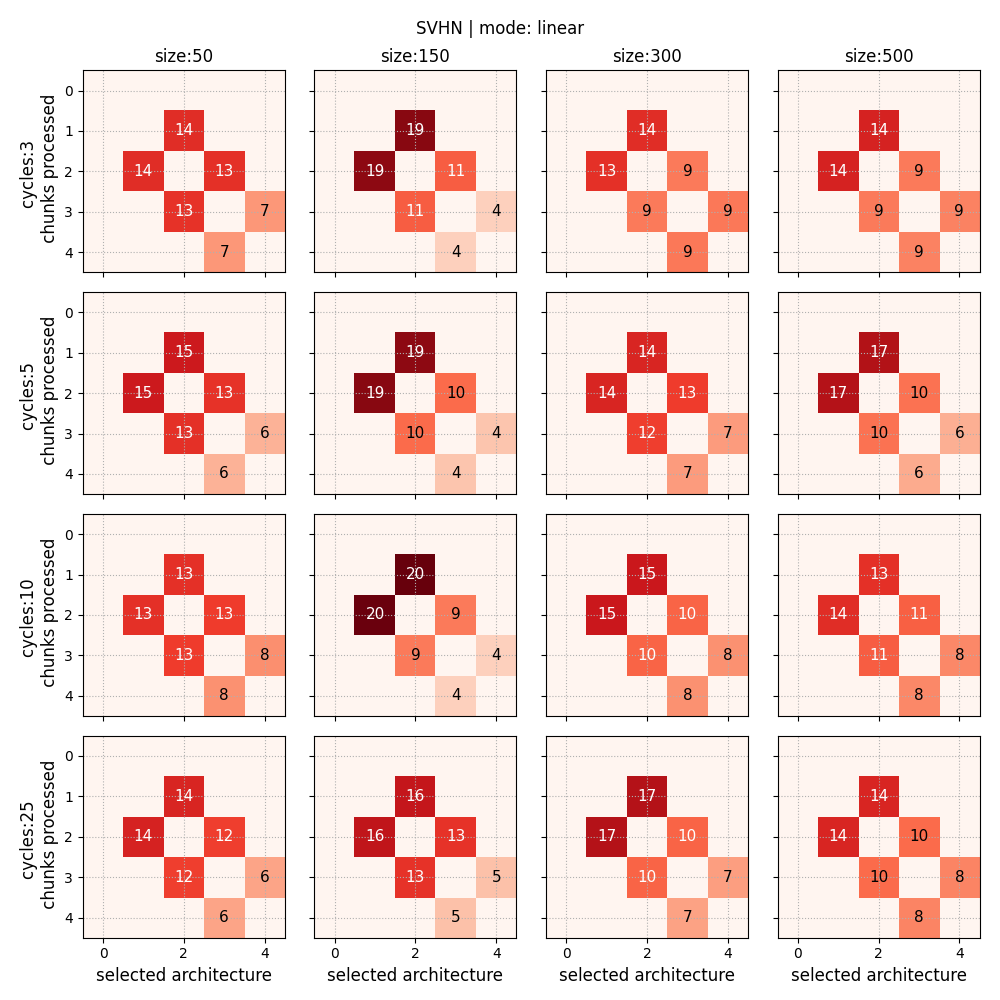 SVHN | mode: linear
size:50 size:150 size:300 size:500
cycles:3
chunks processed
0
1 14 19 14 14
2 14 13 19 11 13 9 14 9
3 13 7 11 4 9 9 9 9
4 7 4 9 9
cycles:5
chunks processed
0
1 15 19 14 17
2 15 13 19 10 14 13 17 10
3 13 6 10 4 12 7 10 6
4 6 4 7 6
cycles:10
chunks processed
0
1 13 20 15 13
2 13 13 20 9 15 10 14 11
3 13 8 9 4 10 8 11 8
4 8 4 8 8
cycles:25
chunks processed
0
1 14 16 17 14
2 14 12 16 13 17 10 14 10
3 12 6 13 5 10 7 10 8
4 6 5 7 8
0 2 4 0 2 4 0 2 4 0 2 4
selected architecture selected architecture selected architecture selected architecture